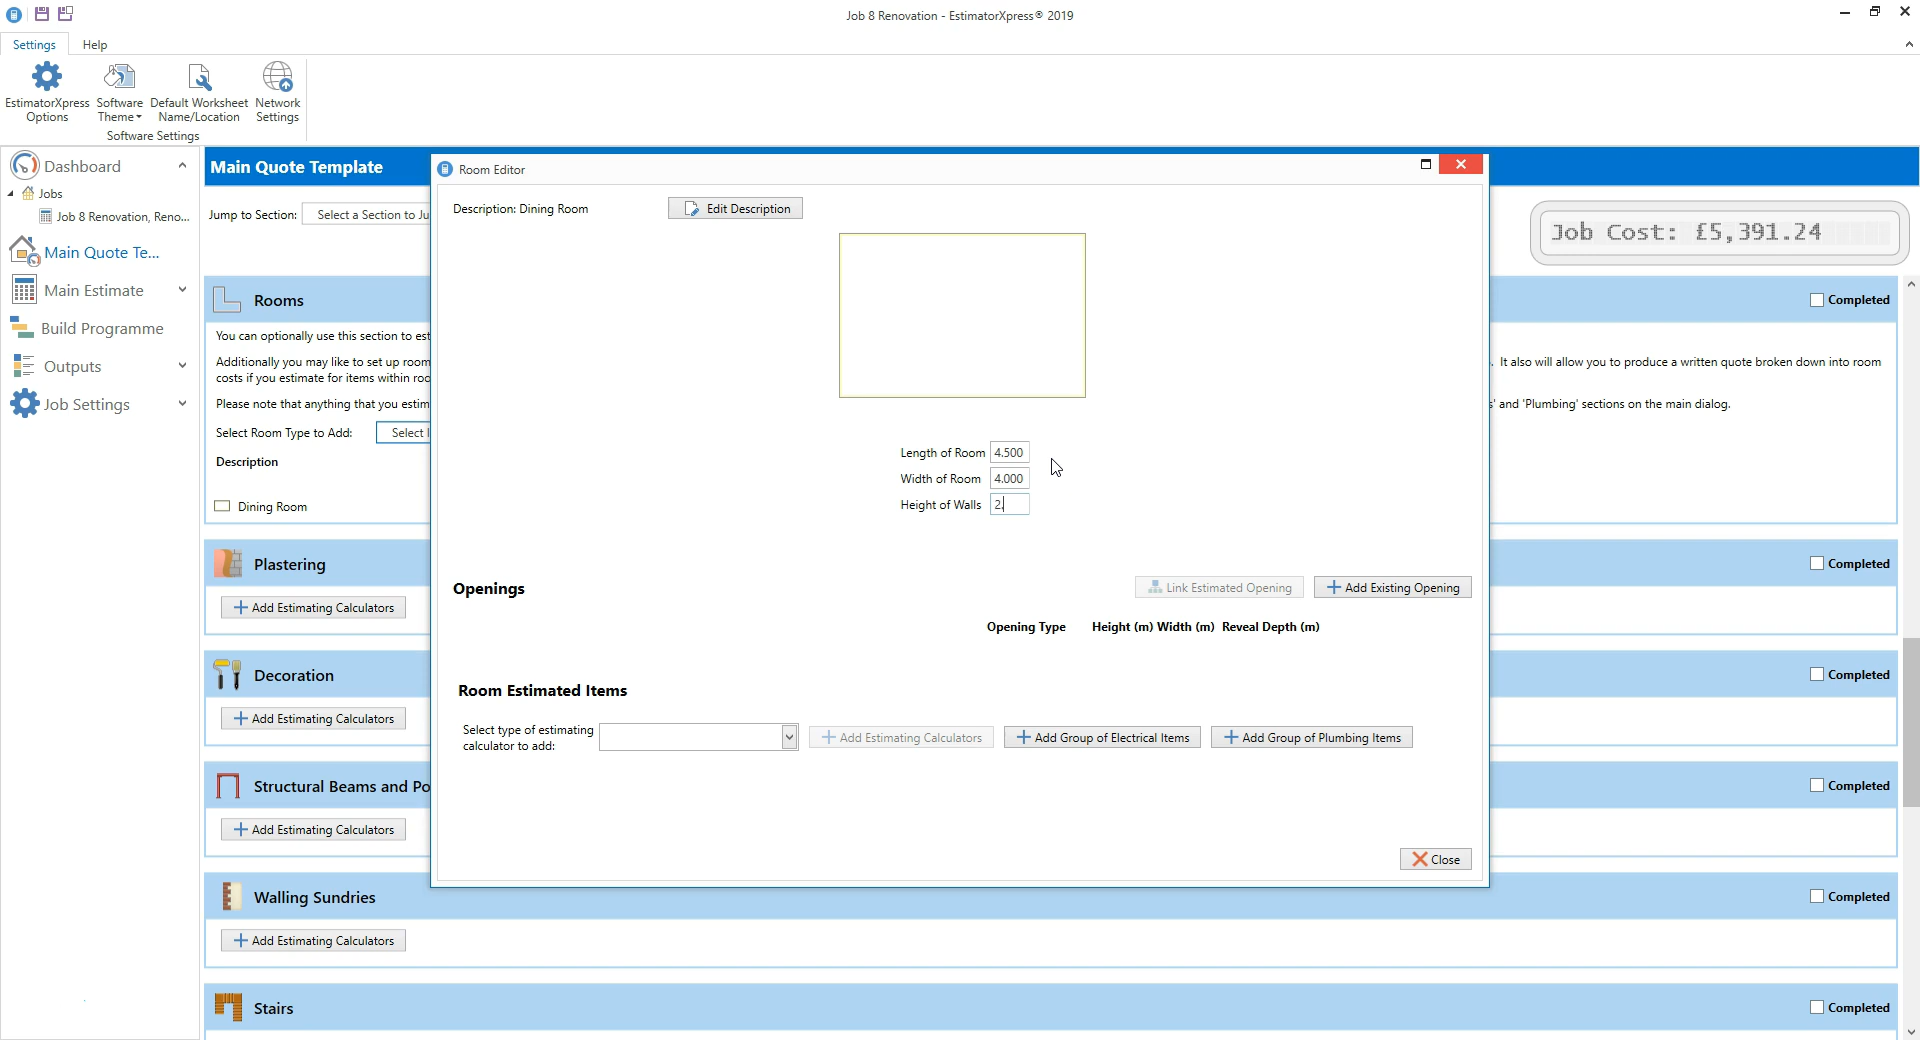 Job 8 Renovation - EstimatorXpress® 2019
Settings
Help
EstimatorXpress Options
Software Theme
Default Worksheet Name/Location
Network Settings
Software Settings
Dashboard
Jobs
Job 8 Renovation, Reno...
Main Quote Te...
Main Estimate
Build Programme
Outputs
Job Settings
Main Quote Template
Jump to Section:
Select a Section to Ju
Job Cost: £5,391.24
Rooms
Completed
You can optionally use this section to est
Additionally you may like to set up room
. It also will allow you to produce a written quote broken down into room
costs if you estimate for items within roo
Please note that anything that you estim
s' and 'Plumbing' sections on the main dialog.
Select Room Type to Add:
Select
Description
Dining Room
Plastering
Completed
Add Estimating Calculators
Decoration
Completed
Add Estimating Calculators
Structural Beams and Po
Completed
Add Estimating Calculators
Walling Sundries
Completed
Add Estimating Calculators
Stairs
Completed
Room Editor
Description: Dining Room
Edit Description
Length of Room 4.500
Width of Room 4.000
Height of Walls 2.
Openings
Link Estimated Opening
Add Existing Opening
Opening Type Height (m) Width (m) Reveal Depth (m)
Room Estimated Items
Select type of estimating
calculator to add:
Add Estimating Calculators
Add Group of Electrical Items
Add Group of Plumbing Items
Close